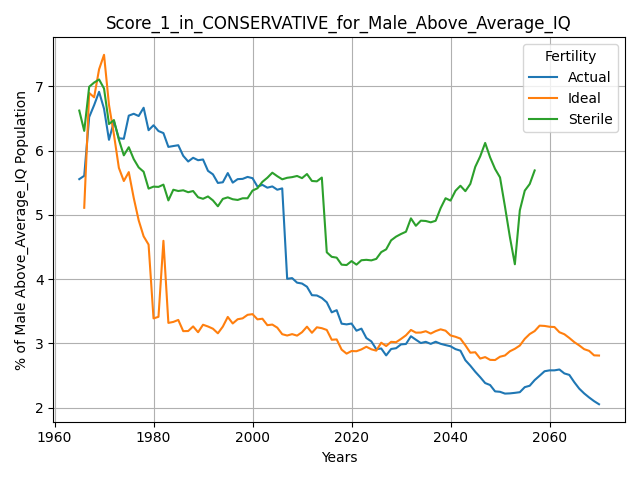 Score_1_in_CONSERVATIVE_for_Male_Above_Average_IQ
Fertility
Actual
Ideal
Sterile
% of Male Above_Average_IQ Population
7
6
5
4
3
2
1960
1980
2000
2020
2040
2060
Years